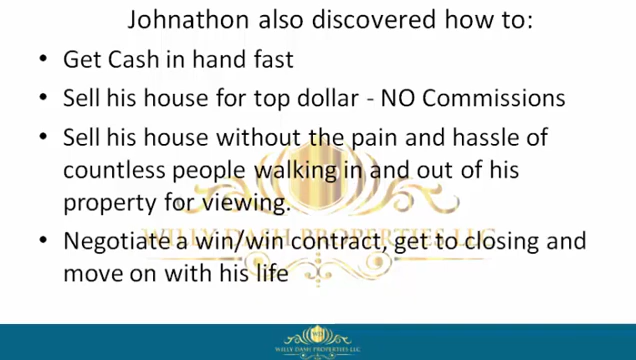 Johnathon also discovered how to:
• Get Cash in hand fast
• Sell his house for top dollar - NO Commissions
• Sell his house without the pain and hassle of
countless people walking in and out of his
property for viewing.
WILLY DASH PROPERTIES LLC
• Negotiate a win/win contract, get to closing and
move on with his life
WILLY DASH PROPERTIES LLC